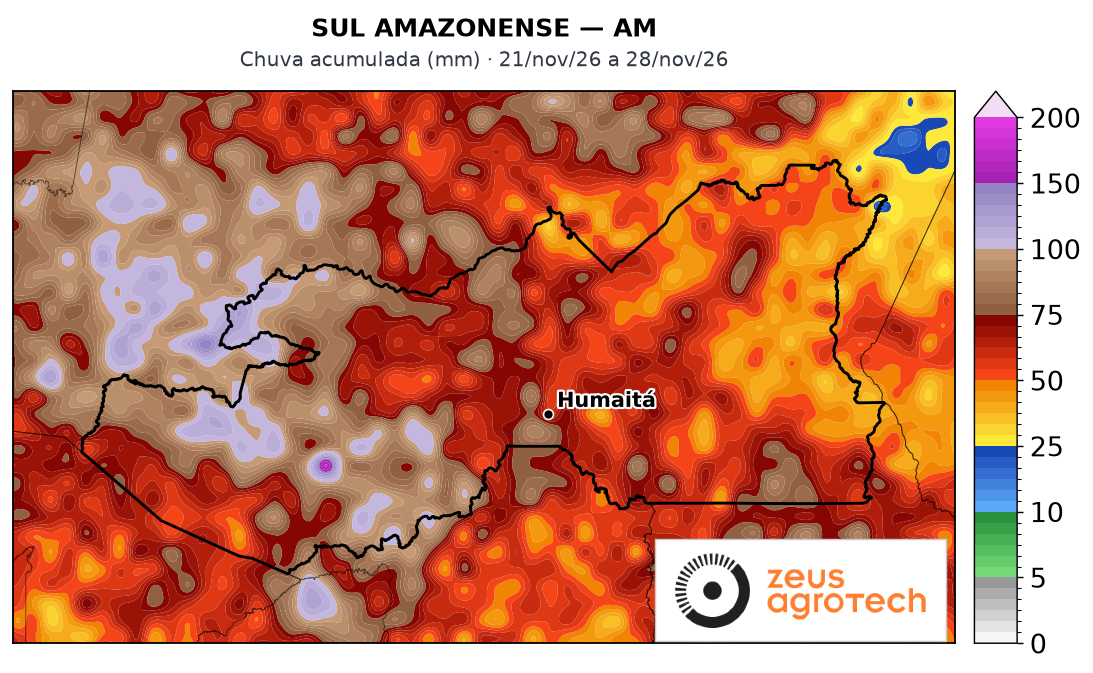 SUL AMAZONENSE — AM
Chuva acumulada (mm) · 21/nov/26 a 28/nov/26
Humaitá
200
150
100
75
50
25
10
5
0
zeus
agrotech